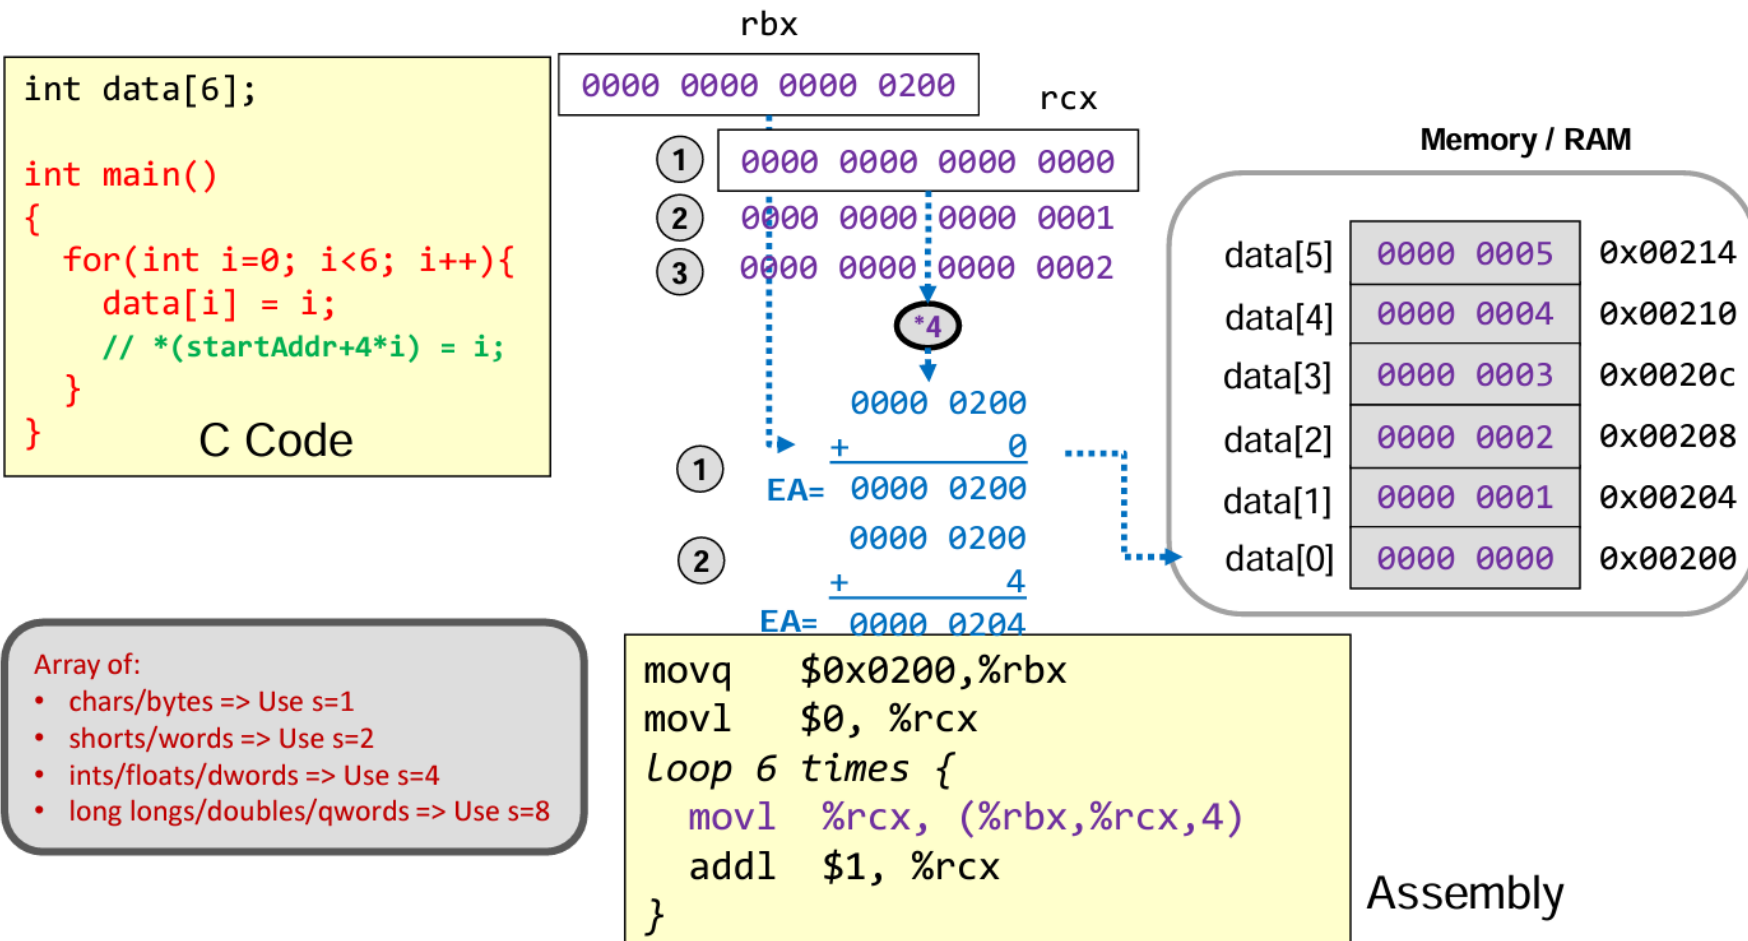 int data[6];
int main()
{
for(int i=0; i<6; i++){
data[i] = i;
// *(startAddr+4*i) = i;
}
}
C Code
rbx
0000 0000 0000 0200
rcx
1 0000 0000 0000 0000
2 0000 0000 0000 0001
3 0000 0000 0000 0002
*4
0000 0200
+ 0
1
EA= 0000 0200
0000 0200
2
+ 4
EA= 0000 0204
Memory / RAM
data[5] 0000 0005 0x00214
data[4] 0000 0004 0x00210
data[3] 0000 0003 0x0020c
data[2] 0000 0002 0x00208
data[1] 0000 0001 0x00204
data[0] 0000 0000 0x00200
Array of:
• chars/bytes => Use s=1
• shorts/words => Use s=2
• ints/floats/dwords => Use s=4
• long longs/doubles/qwords => Use s=8
movq $0x0200,%rbx
movl $0, %rcx
loop 6 times {
movl %rcx, (%rbx,%rcx,4)
addl $1, %rcx
}
Assembly